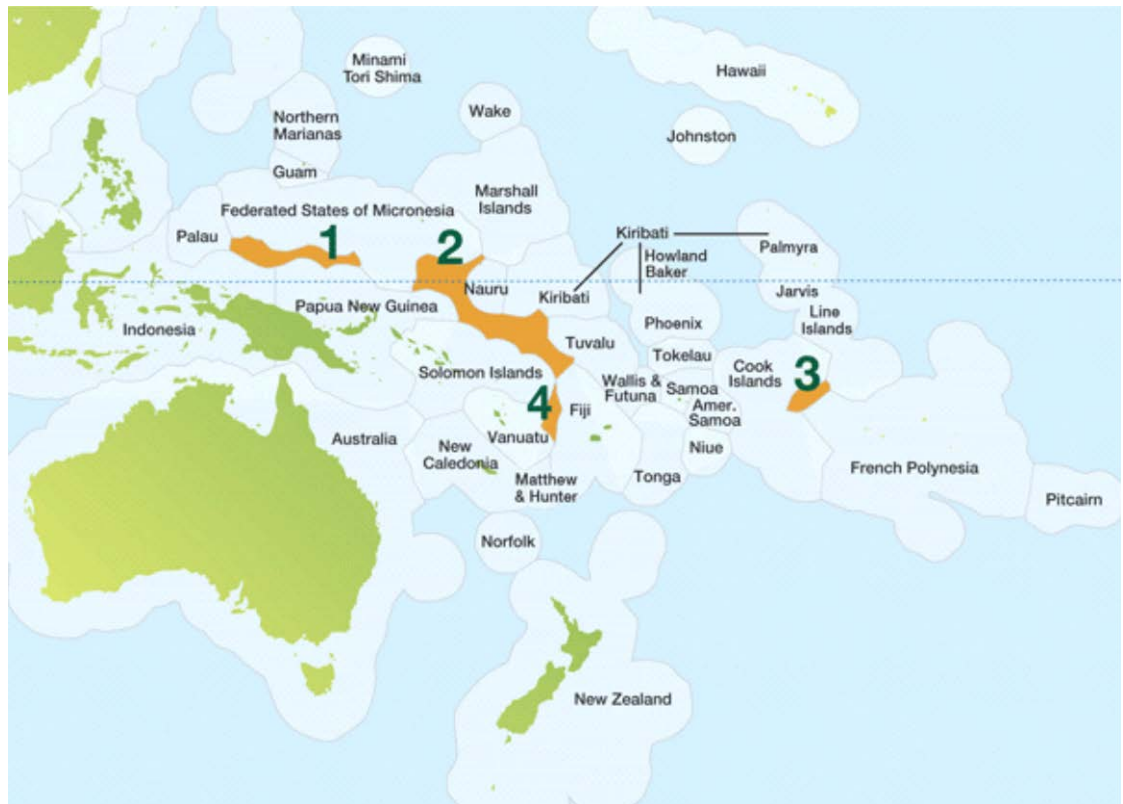 Minami
Tori Shima
Hawaii
Northern
Marianas
Wake
Johnston
Guam
Marshall
Islands
Federated States of Micronesia
Palau
1
2
Kiribati
Palmyra
Howland
Baker
Nauru
Kiribati
Jarvis
Papua New Guinea
Line
Islands
Indonesia
Phoenix
Tuvalu
Tokelau
Solomon Islands
Cook
Islands
3
Wallis &
Futuna
Samoa
Amer.
Samoa
4
Fiji
Vanuatu
Australia
New
Caledonia
Niue
French Polynesia
Matthew
& Hunter
Tonga
Pitcairn
Norfolk
New Zealand